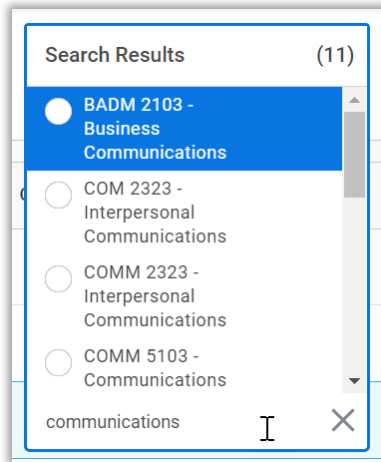 Search Results (11)
BADM 2103 -
Business
Communications
COM 2323 -
Interpersonal
Communications
COMM 2323 -
Interpersonal
Communications
COMM 5103 -
Communications
communications